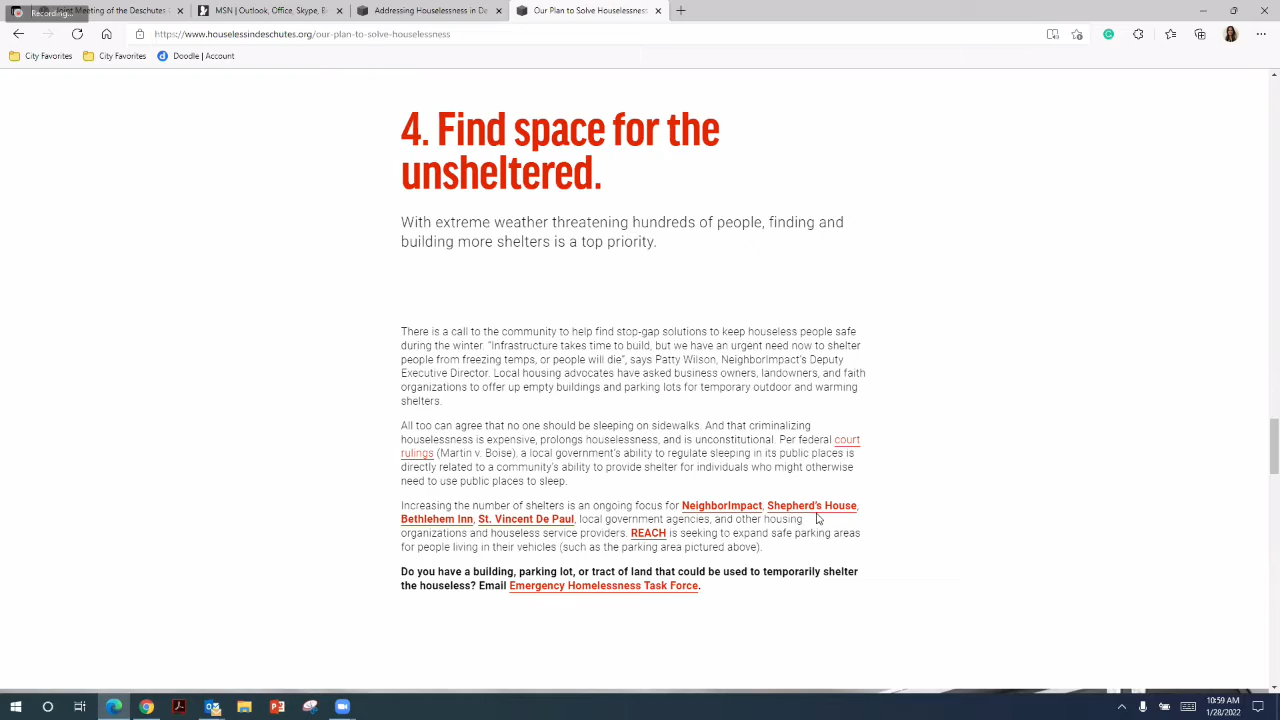 Recording...
Joint Meeting of the Deschutes
MSN | Outlook, Office, Skype, B
Addressing Homelessness in De
Our Plan to Solve Houselessness
https://www.houselessindeschutes.org/our-plan-to-solve-houselessness
City Favorites
City Favorites
Doodle | Account
4. Find space for the
unsheltered.
With extreme weather threatening hundreds of people, finding and
building more shelters is a top priority.
There is a call to the community to help find stop-gap solutions to keep houseless people safe
during the winter. "Infrastructure takes time to build, but we have an urgent need now to shelter
people from freezing temps, or people will die", says Patty Wilson, NeighborImpact's Deputy
Executive Director. Local housing advocates have asked business owners, landowners, and faith
organizations to offer up empty buildings and parking lots for temporary outdoor and warming
shelters.
All too can agree that no one should be sleeping on sidewalks. And that criminalizing
houselessness is expensive, prolongs houselessness, and is unconstitutional. Per federal court
rulings (Martin v. Boise), a local government's ability to regulate sleeping in its public places is
directly related to a community's ability to provide shelter for individuals who might otherwise
need to use public places to sleep.
Increasing the number of shelters is an ongoing focus for NeighborImpact, Shepherd's House,
Bethlehem Inn, St. Vincent De Paul, local government agencies, and other housing
organizations and houseless service providers. REACH is seeking to expand safe parking areas
for people living in their vehicles (such as the parking area pictured above).
Do you have a building, parking lot, or tract of land that could be used to temporarily shelter
the houseless? Email Emergency Homelessness Task Force.
10:59 AM
1/28/2022